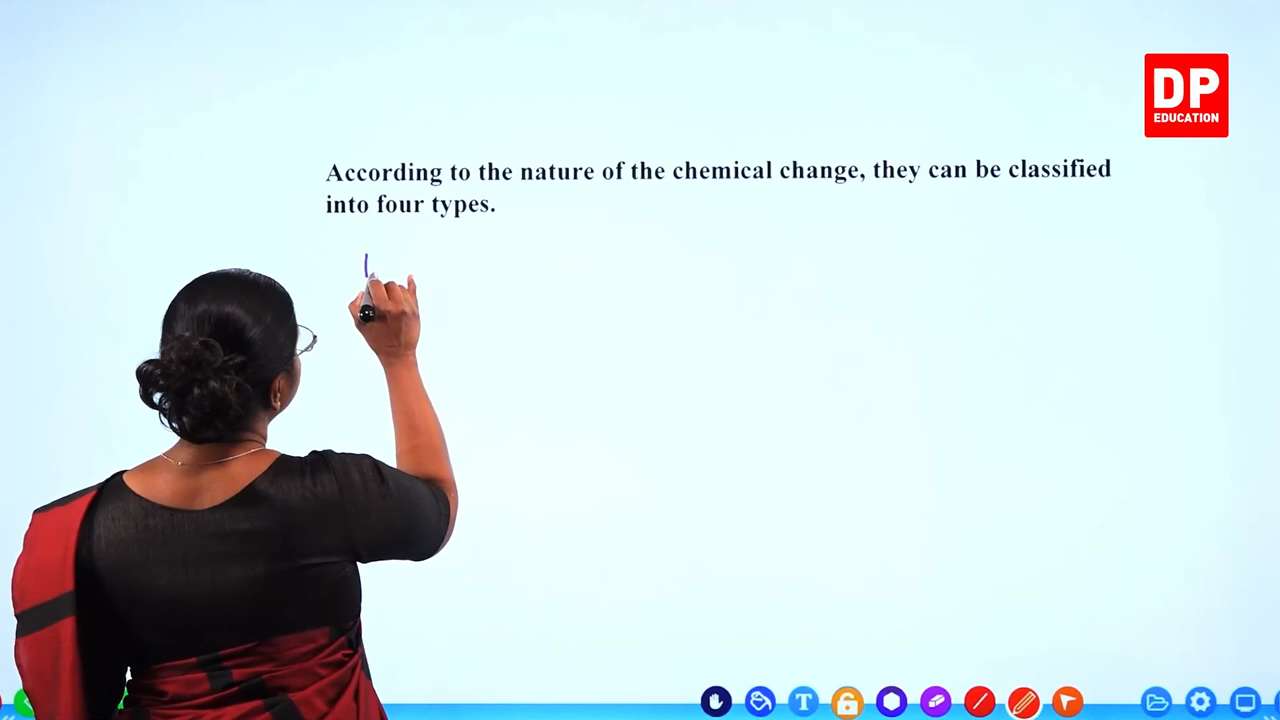 DP
EDUCATION
According to the nature of the chemical change, they can be classified
into four types.